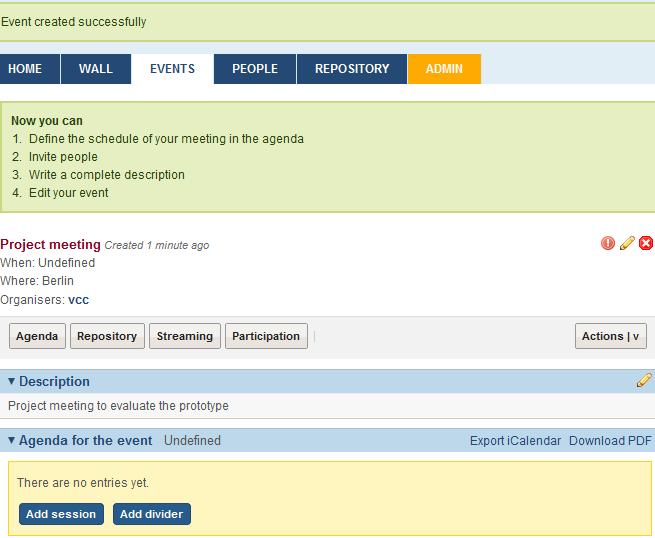 Event created successfully
HOME WALL EVENTS PEOPLE REPOSITORY ADMIN
Now you can
1. Define the schedule of your meeting in the agenda
2. Invite people
3. Write a complete description
4. Edit your event
Project meeting Created 1 minute ago
When: Undefined
Where: Berlin
Organisers: vcc
Agenda Repository Streaming Participation | Actions | v
Description
Project meeting to evaluate the prototype
Agenda for the event Undefined Export iCalendar Download PDF
There are no entries yet.
Add session Add divider